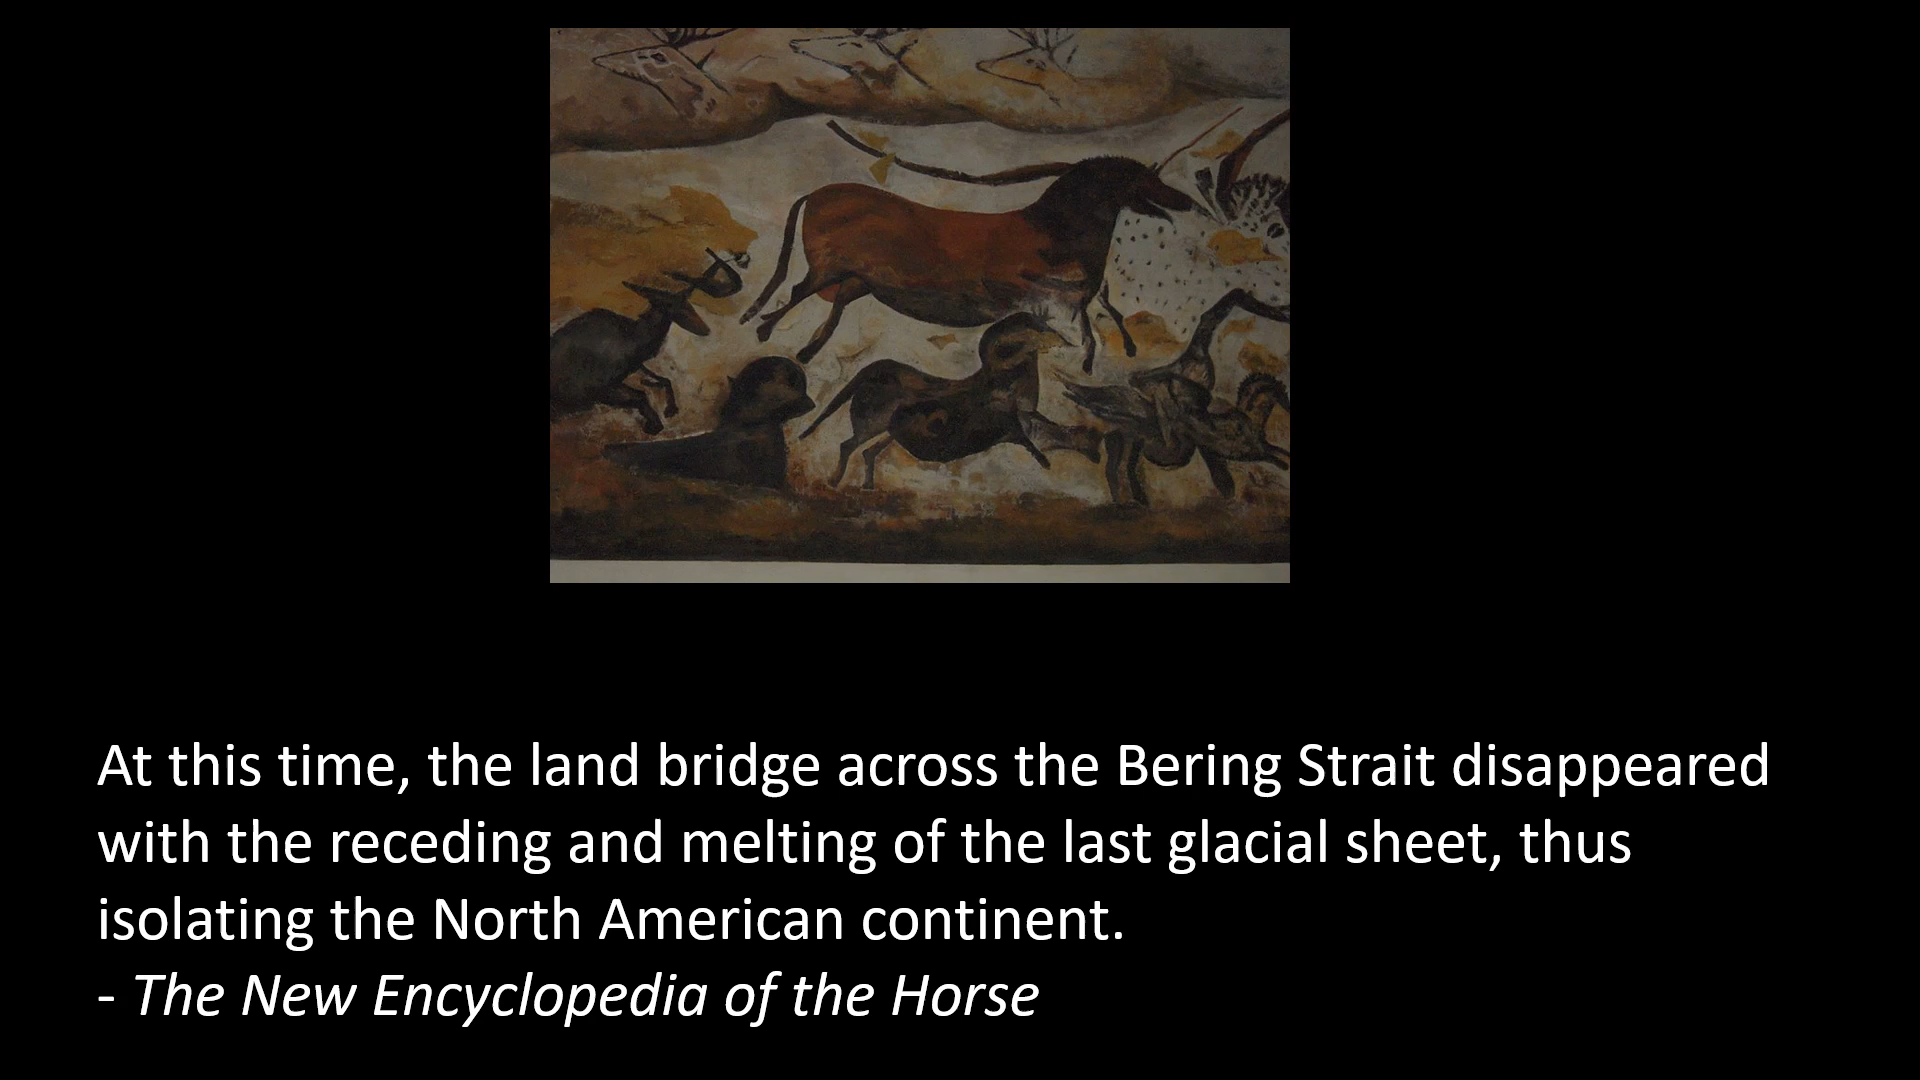 At this time, the land bridge across the Bering Strait disappeared
with the receding and melting of the last glacial sheet, thus
isolating the North American continent.
- The New Encyclopedia of the Horse